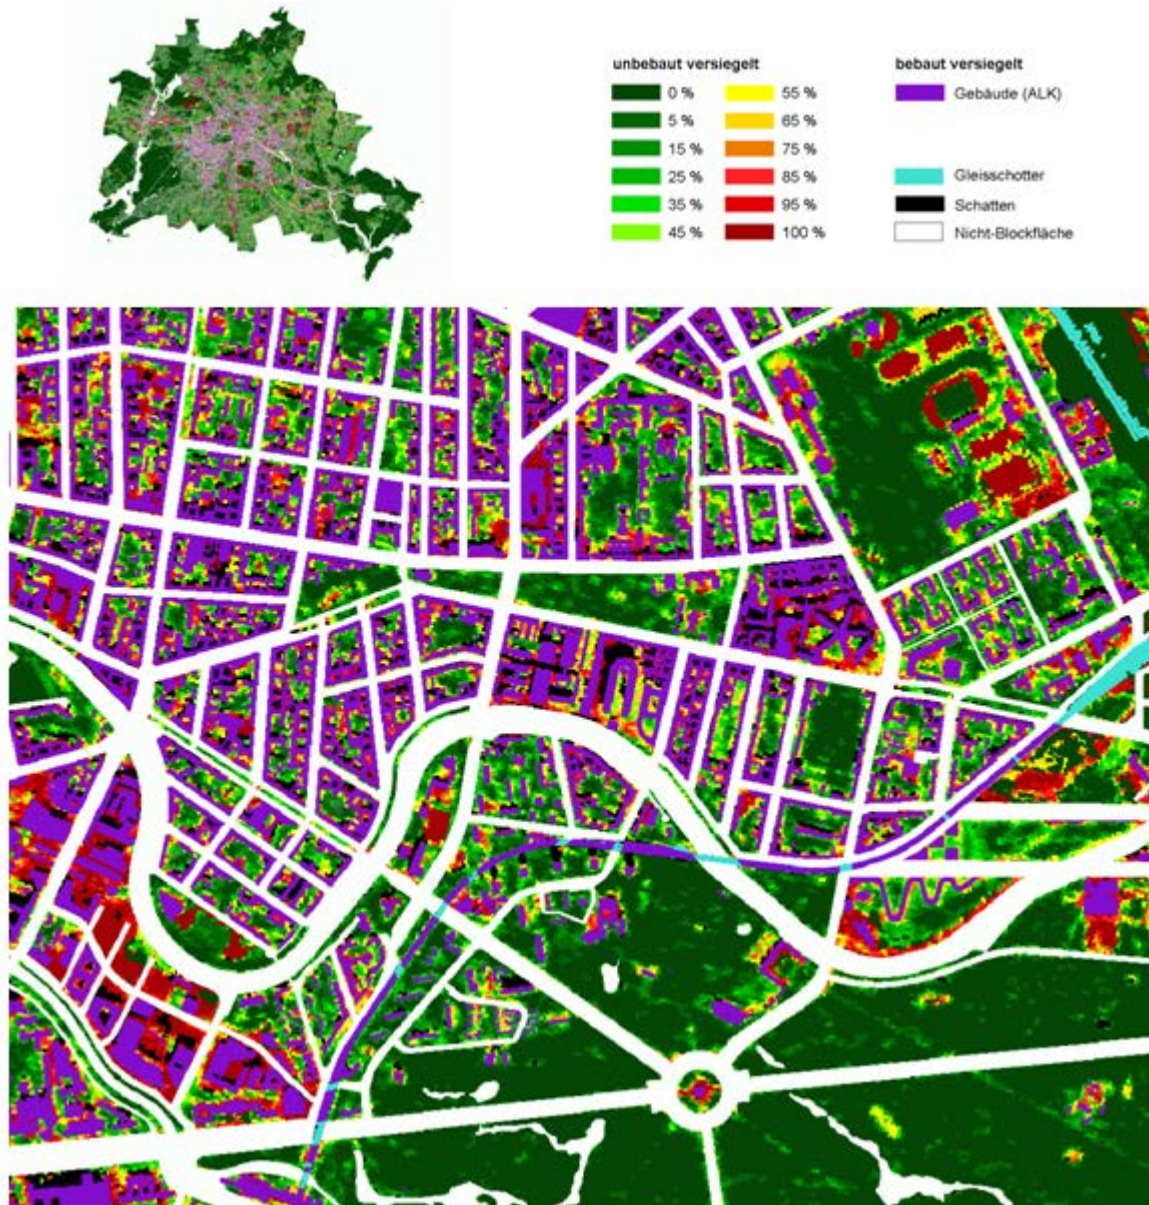 unbebaut versiegelt
0 %
5 %
15 %
25 %
35 %
45 %
55 %
65 %
75 %
85 %
95 %
100 %
bebaut versiegelt
Gebäude (ALK)
Gleisschotter
Schatten
Nicht-Blockfläche